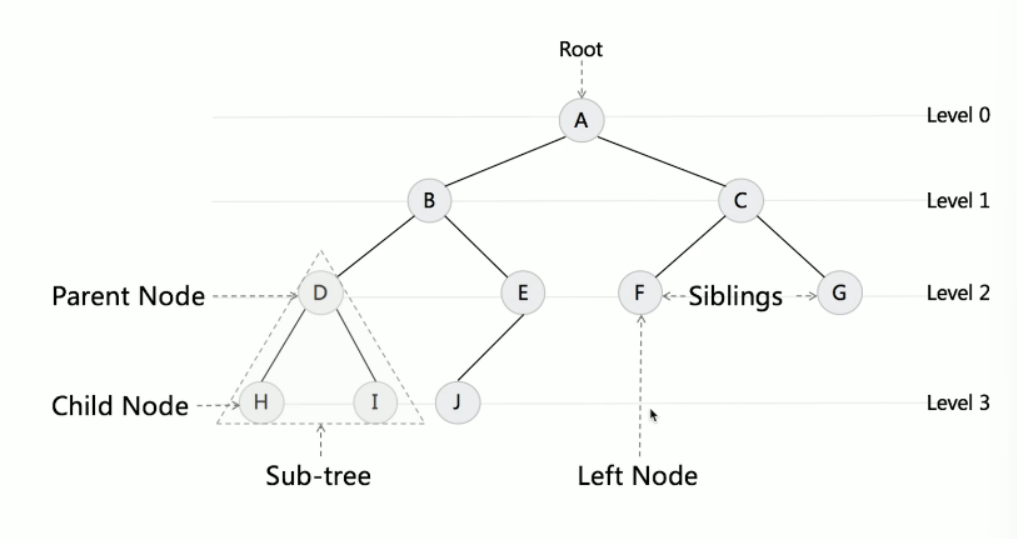 Root
A
Level 0
B
C
Level 1
Parent Node
D
E
F
Siblings
G
Level 2
Child Node
H
I
J
Level 3
Sub-tree
Left Node